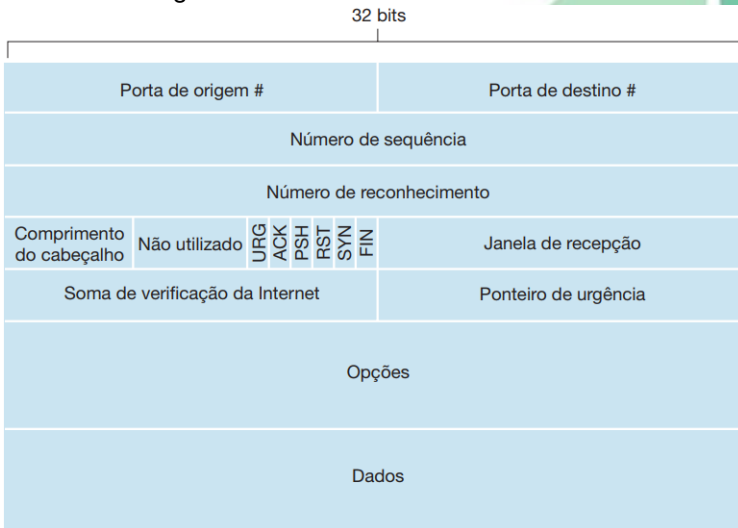 32 bits
Porta de origem # Porta de destino #
Número de sequência
Número de reconhecimento
Comprimento
do cabeçalho
Não utilizado
URG
ACK
PSH
RST
SYN
FIN
Janela de recepção
Soma de verificação da Internet Ponteiro de urgência
Opções
Dados